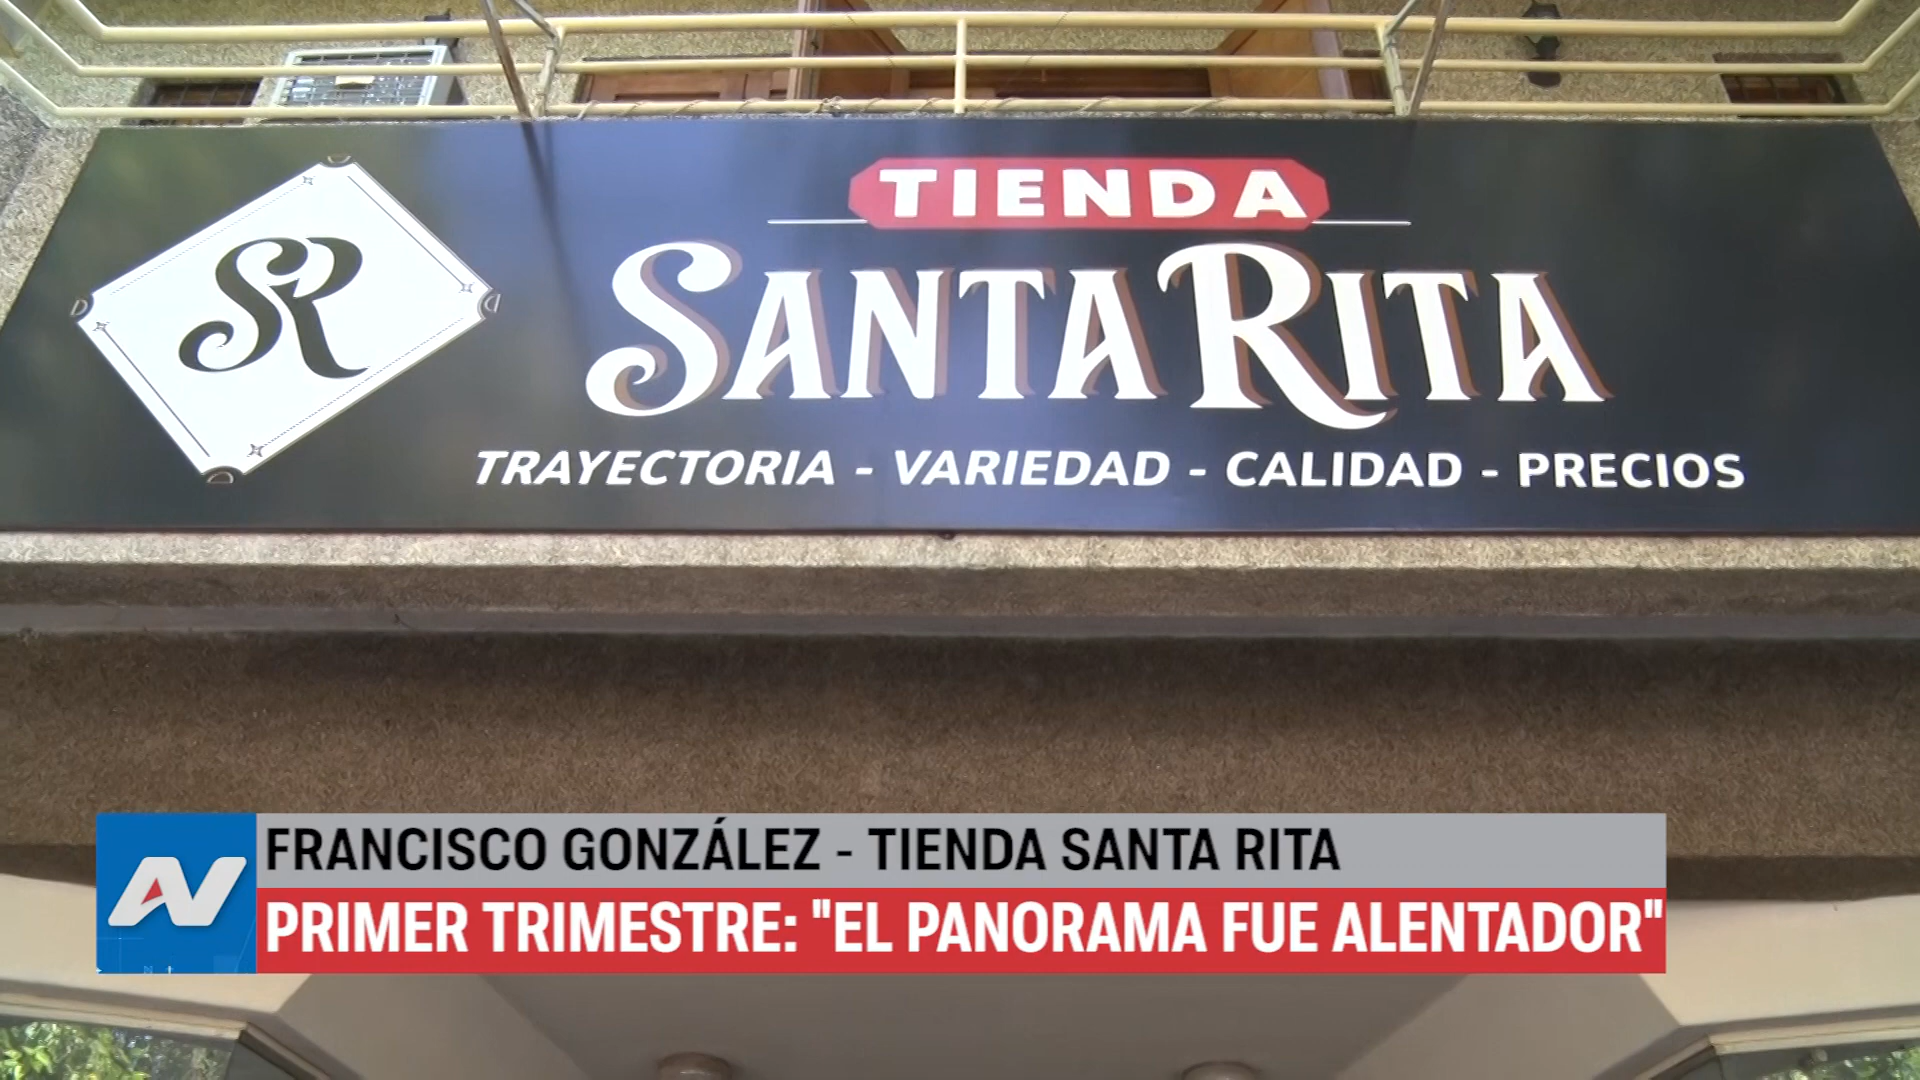 SR
TIENDA
SANTA RITA
TRAYECTORIA - VARIEDAD - CALIDAD - PRECIOS
FRANCISCO GONZÁLEZ - TIENDA SANTA RITA
PRIMER TRIMESTRE: "EL PANORAMA FUE ALENTADOR"